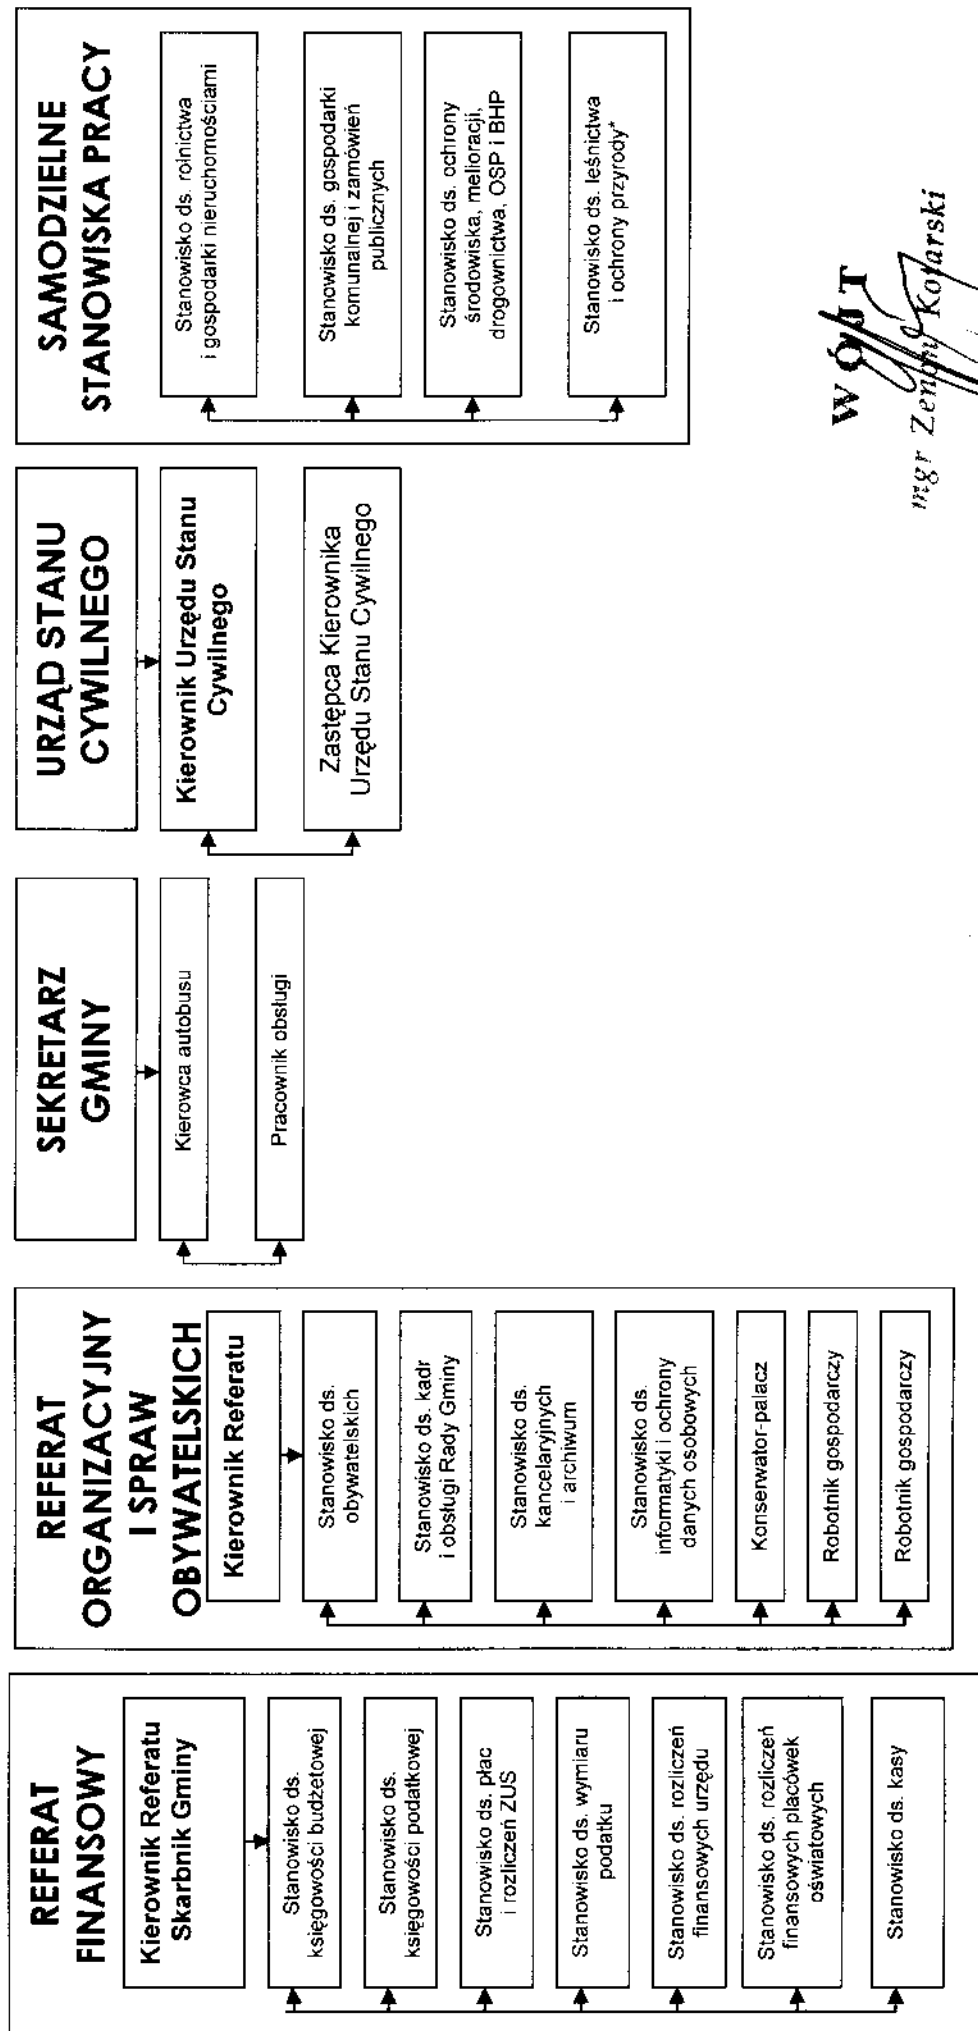 REFERAT
FINANSOWY
Kierownik Referatu
Skarbnik Gminy
Stanowisko ds.
księgowości budżetowej
Stanowisko ds.
księgowości podatkowej
Stanowisko ds. płac
i rozliczeń ZUS
Stanowisko ds. wymiaru
podatku
Stanowisko ds. rozliczeń
finansowych urzędu
Stanowisko ds. rozliczeń
finansowych placówek
oświatowych
Stanowisko ds. kasy
REFERAT
ORGANIZACYJNY
I SPRAW
OBYWATELSKICH
Kierownik Referatu
Stanowisko ds.
obywatelskich
Stanowisko ds. kadr
i obsługi Rady Gminy
Stanowisko ds.
kancelaryjnych
i archiwum
Stanowisko ds.
informatyki i ochrony
danych osobowych
Konserwator-palacz
Robotnik gospodarczy
Robotnik gospodarczy
SEKRETARZ
GMINY
Kierowca autobusu
Pracownik obsługi
URZĄD STANU
CYWILNEGO
Kierownik Urzędu Stanu
Cywilnego
Zastępca Kierownika
Urzędu Stanu Cywilnego
SAMODZIELNE
STANOWISKA PRACY
Stanowisko ds. rolnictwa
i gospodarki nieruchomościami
Stanowisko ds. gospodarki
komunalnej i zamówień
publicznych
Stanowisko ds. ochrony
środowiska, melioracji,
drogownictwa, OSP i BHP
Stanowisko ds. leśnictwa
i ochrony przyrody*
WÓJT
mgr Zenon Kotarski